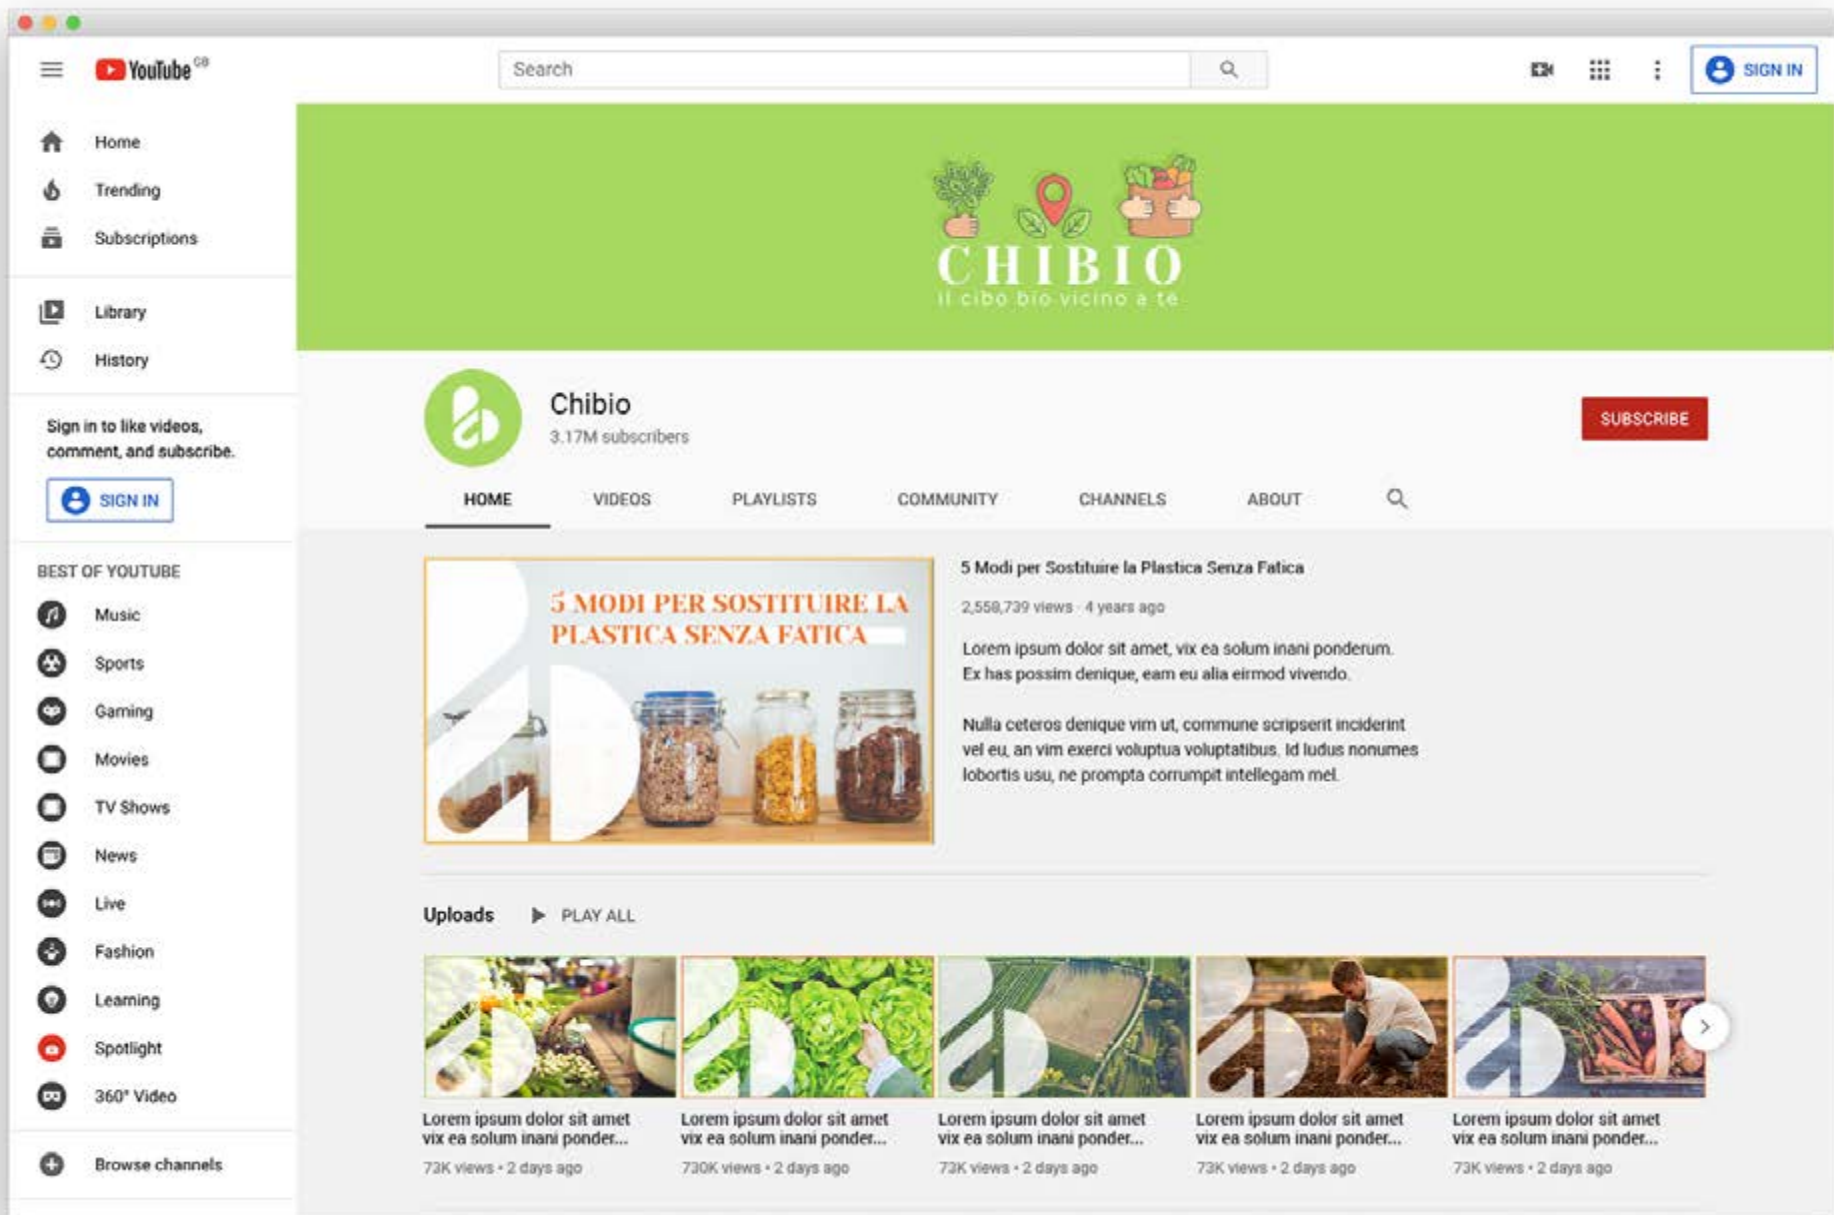 YouTube GB
Search
SIGN IN
Home
Trending
Subscriptions
Library
History
Sign in to like videos,
comment, and subscribe.
SIGN IN
BEST OF YOUTUBE
Music
Sports
Gaming
Movies
TV Shows
News
Live
Fashion
Learning
Spotlight
360° Video
Browse channels
CHIBIO
il cibo bio vicino a te
Chibio
3.17M subscribers
SUBSCRIBE
HOME
VIDEOS
PLAYLISTS
COMMUNITY
CHANNELS
ABOUT
5 MODI PER SOSTITUIRE LA
PLASTICA SENZA FATICA
5 Modi per Sostituire la Plastica Senza Fatica
2,558,739 views · 4 years ago
Lorem ipsum dolor sit amet, vix ea solum inani ponderum.
Ex has possim denique, eam eu alia eirmod vivendo.
Nulla ceteros denique vim ut, commune scripserit inciderint
vel eu, an vim exerci voluptua voluptatibus. Id ludus nonumes
lobortis usu, ne prompta corrumpit intellegam mel.
Uploads
PLAY ALL
Lorem ipsum dolor sit amet
vix ea solum inani ponder...
73K views • 2 days ago
Lorem ipsum dolor sit amet
vix ea solum inani ponder...
730K views • 2 days ago
Lorem ipsum dolor sit amet
vix ea solum inani ponder...
73K views • 2 days ago
Lorem ipsum dolor sit amet
vix ea solum inani ponder...
73K views • 2 days ago
Lorem ipsum dolor sit amet
vix ea solum inani ponder...
73K views • 2 days ago